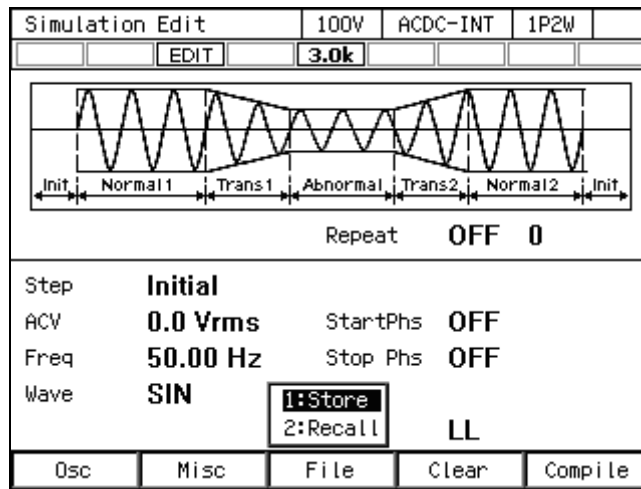 Simulation Edit 100V ACDC-INT 1P2W
EDIT 3.0k
Init Normal1 Trans1 Abnormal Trans2 Normal2 Init
Repeat OFF 0
Step Initial
ACV 0.0 Vrms StartPhs OFF
Freq 50.00 Hz Stop Phs OFF
Wave SIN 1:Store
2:Recall LL
Osc Misc File Clear Compile